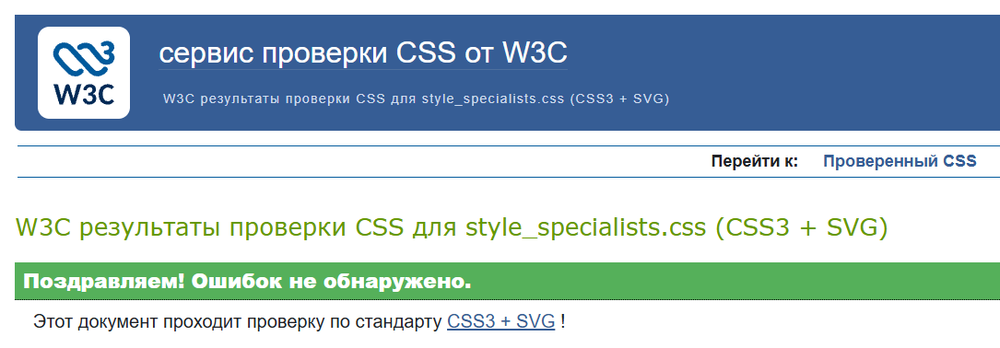 W3C
сервис проверки CSS от W3C
W3C результаты проверки CSS для style_specialists.css (CSS3 + SVG)
Перейти к: Проверенный CSS
W3C результаты проверки CSS для style_specialists.css (CSS3 + SVG)
Поздравляем! Ошибок не обнаружено.
Этот документ проходит проверку по стандарту CSS3 + SVG !